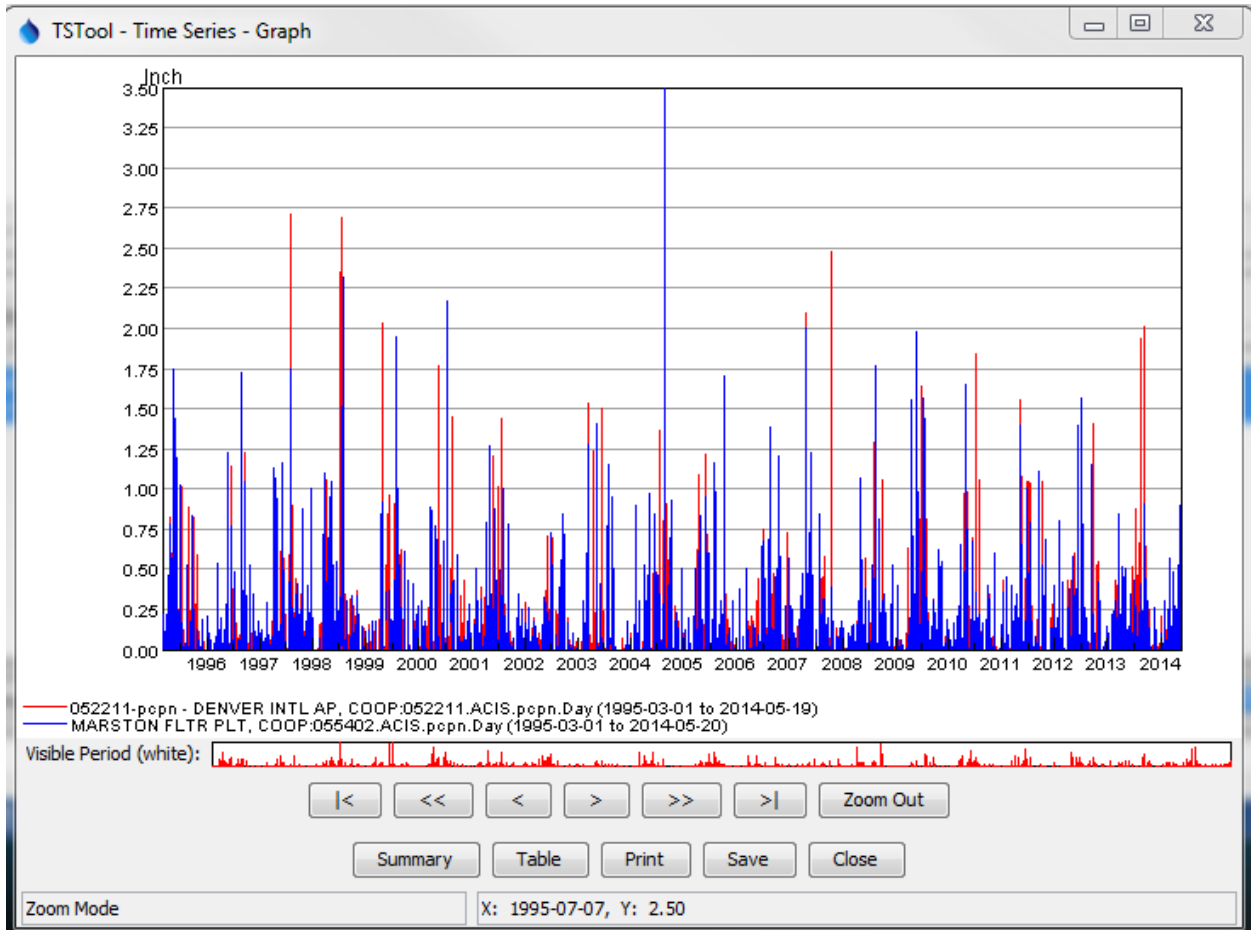 TSTool - Time Series - Graph
Inch
3.50
3.25
3.00
2.75
2.50
2.25
2.00
1.75
1.50
1.25
1.00
0.75
0.50
0.25
0.00
1996 1997 1998 1999 2000 2001 2002 2003 2004 2005 2006 2007 2008 2009 2010 2011 2012 2013 2014
052211-pcpn - DENVER INTL AP, COOP:052211.ACIS.pcpn.Day (1995-03-01 to 2014-05-19)
MARSTON FLTR PLT, COOP:055402.ACIS.pcpn.Day (1995-03-01 to 2014-05-20)
Visible Period (white):
|< << < > >> >| Zoom Out
Summary Table Print Save Close
Zoom Mode X: 1995-07-07, Y: 2.50